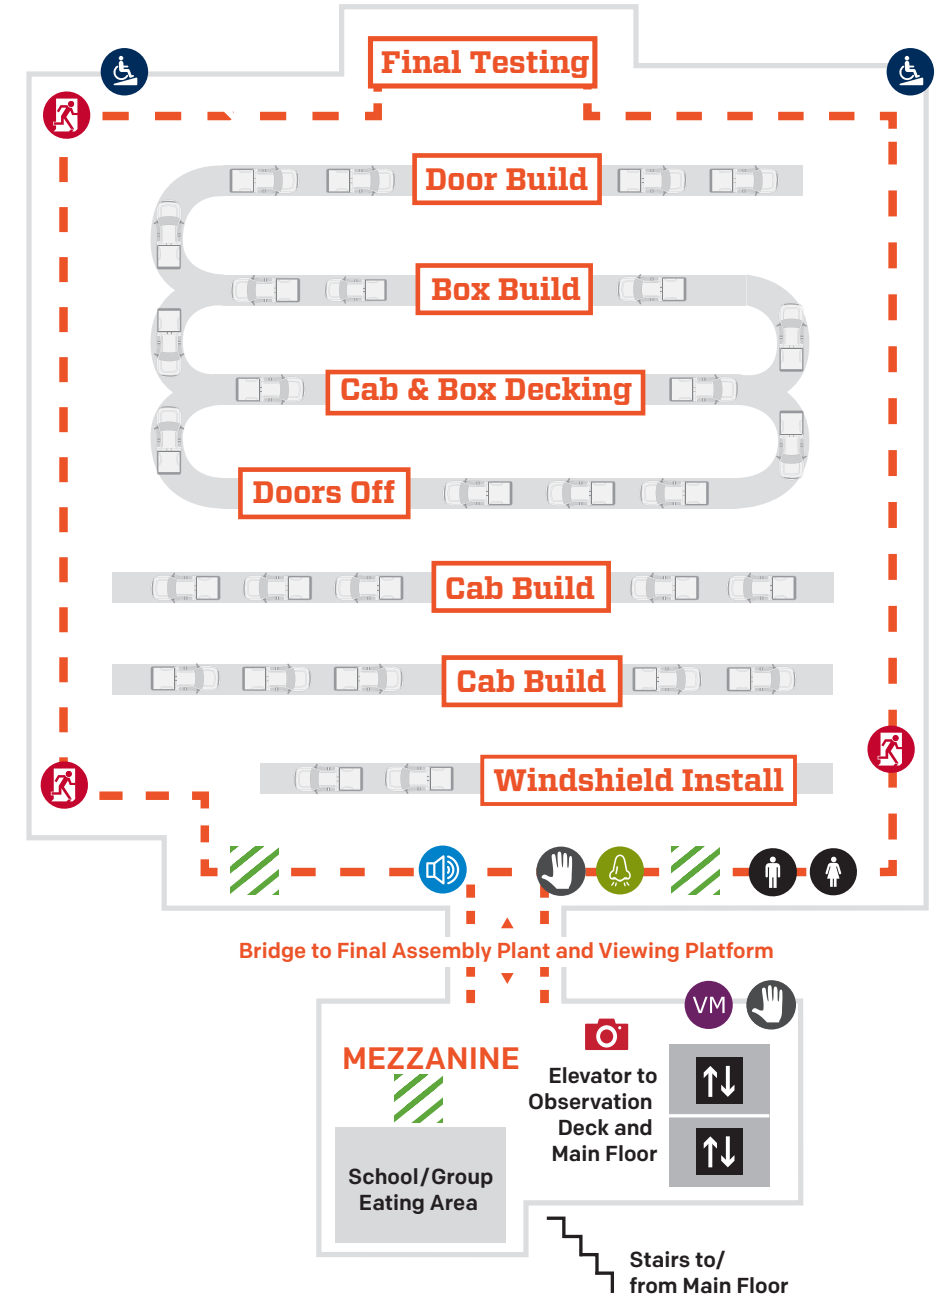 Final Testing
Door Build
Box Build
Cab & Box Decking
Doors Off
Cab Build
Cab Build
Windshield Install
Bridge to Final Assembly Plant and Viewing Platform
VM
MEZZANINE
Elevator to
Observation
Deck and
Main Floor
School/Group
Eating Area
Stairs to/
from Main Floor